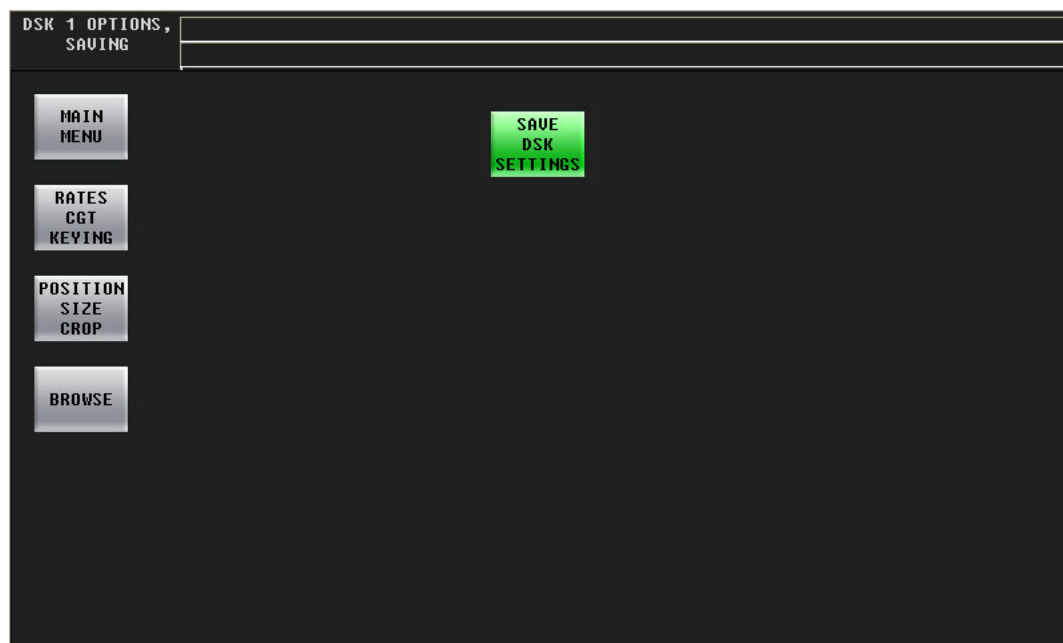 DSK 1 OPTIONS,
SAVING
MAIN
MENU
SAVE
DSK
SETTINGS
RATES
CGT
KEYING
POSITION
SIZE
CROP
BROWSE